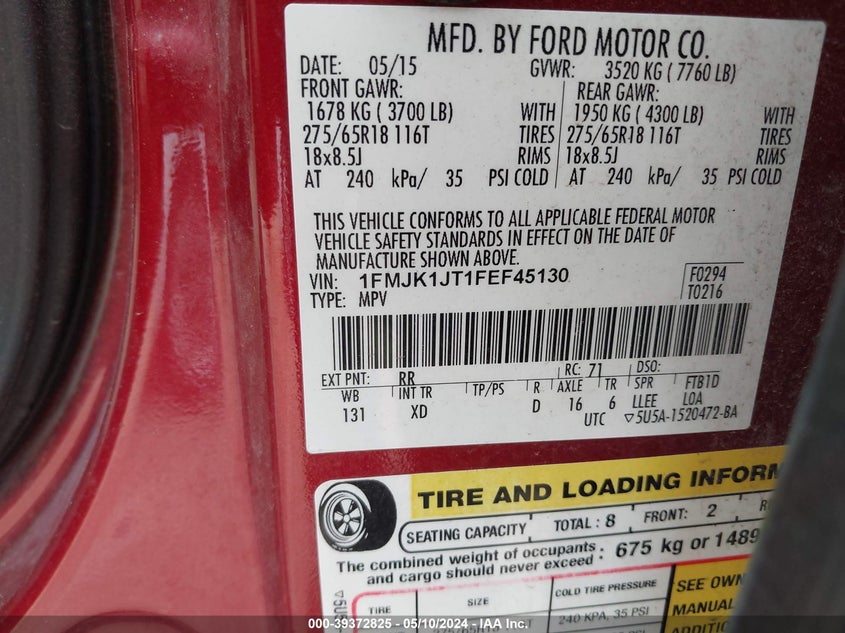 MFD. BY FORD MOTOR CO.
DATE: 05/15 GVWR: 3520 KG ( 7760 LB)
FRONT GAWR: REAR GAWR:
1678 KG ( 3700 LB) WITH 1950 KG ( 4300 LB) WITH
275/65R18 116T TIRES 275/65R18 116T TIRES
18x8.5J RIMS 18x8.5J RIMS
AT 240 kPa/ 35 PSI COLD AT 240 kPa/ 35 PSI COLD
THIS VEHICLE CONFORMS TO ALL APPLICABLE FEDERAL MOTOR
VEHICLE SAFETY STANDARDS IN EFFECT ON THE DATE OF
MANUFACTURE SHOWN ABOVE.
VIN: 1FMJK1JT1FEF45130 F0294
TYPE: MPV T0216
EXT PNT: RR RC: 71 DSO:
WB INT TR TP/PS R AXLE TR SPR FTB1D
131 XD D 16 6 LLEE LOA
UTC ▽5U5A-1520472-BA
TIRE AND LOADING INFORM
SEATING CAPACITY TOTAL : 8 FRONT: 2 R
The combined weight of occupants
and cargo should never exceed : 675 kg or 1489
TIRE SIZE COLD TIRE PRESSURE SEE OWN
240 KPA, 35 PSI MANUAL
ADDITIO
000-39372825 - 05/10/2024 - IAA Inc.